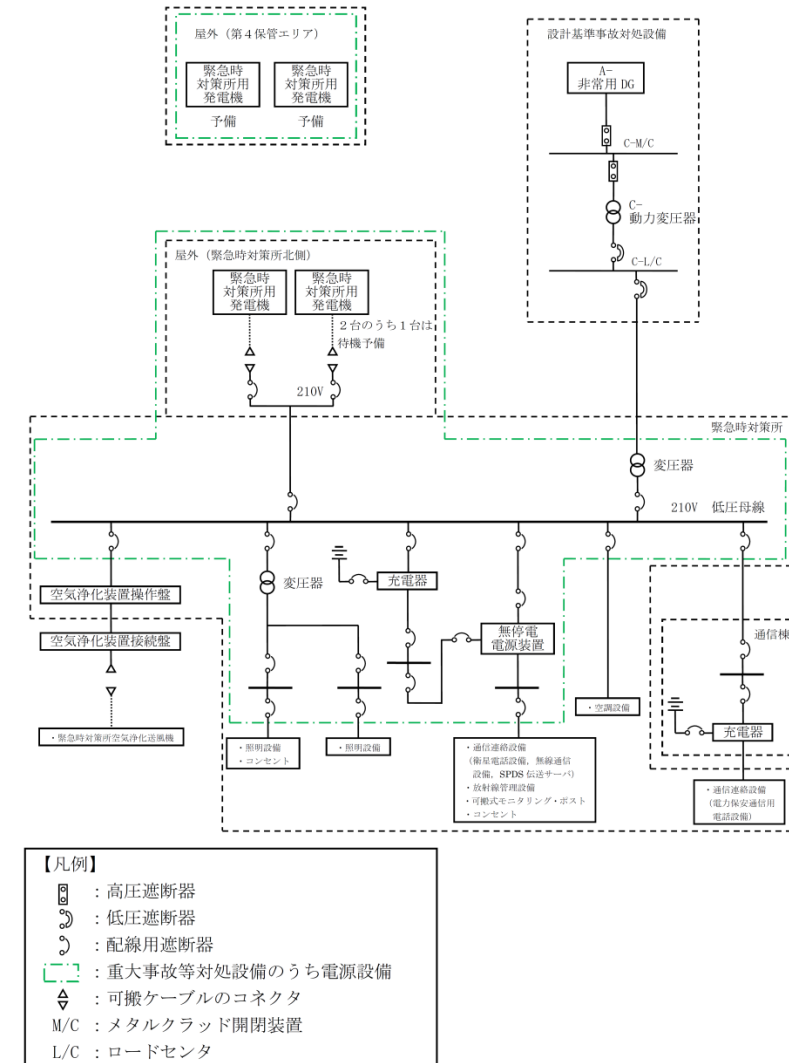 屋外（第４保管エリア）
緊急時
対策所用
発電機
緊急時
対策所用
発電機
予備
予備
設計基準事故対処設備
A-
非常用 DG
C-M/C
C-
動力変圧器
C-L/C
屋外（緊急時対策所北側）
緊急時
対策所用
発電機
緊急時
対策所用
発電機
２台のうち１台は
待機予備
210V
緊急時対策所
変圧器
210V 低圧母線
空気浄化装置操作盤
空気浄化装置接続盤
・緊急時対策所空気浄化送風機
変圧器
充電器
無停電
電源装置
・照明設備
・コンセント
・照明設備
・通信連絡設備
（衛星電話設備，無線通信
設備，SPDS 伝送サーバ）
・放射線管理設備
・可搬式モニタリング・ポスト
・コンセント
・空調設備
通信棟
充電器
・通信連絡設備
（電力保安通信用
電話設備）
【凡例】
：高圧遮断器
：低圧遮断器
：配線用遮断器
：重大事故等対処設備のうち電源設備
：可搬ケーブルのコネクタ
M/C ：メタルクラッド開閉装置
L/C ：ロードセンタ